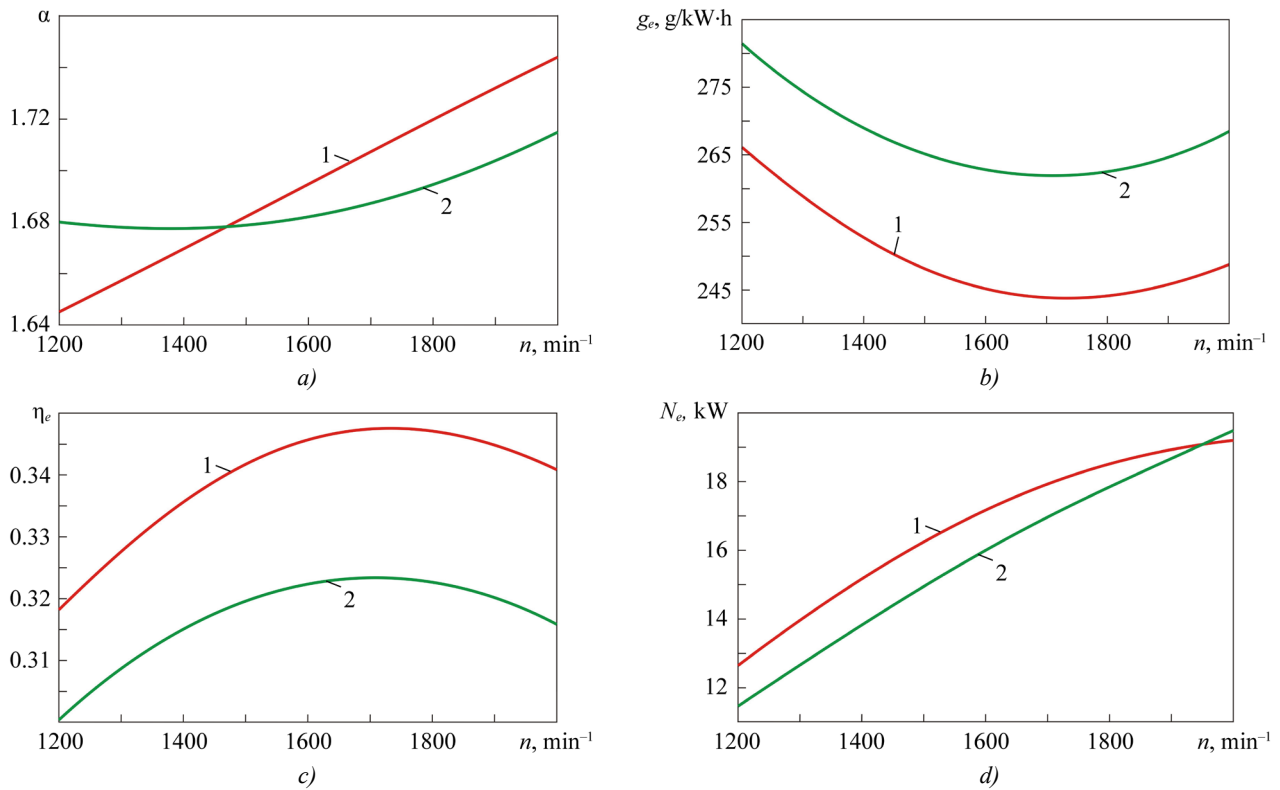 α
1.72
1.68
1.64
1
2
1200 1400 1600 1800 n, min⁻¹
a)
gₑ, g/kW·h
275
265
255
245
1
2
1200 1400 1600 1800 n, min⁻¹
b)
ηₑ
0.34
0.33
0.32
0.31
1
2
1200 1400 1600 1800 n, min⁻¹
c)
Nₑ, kW
18
16
14
12
1
2
1200 1400 1600 1800 n, min⁻¹
d)